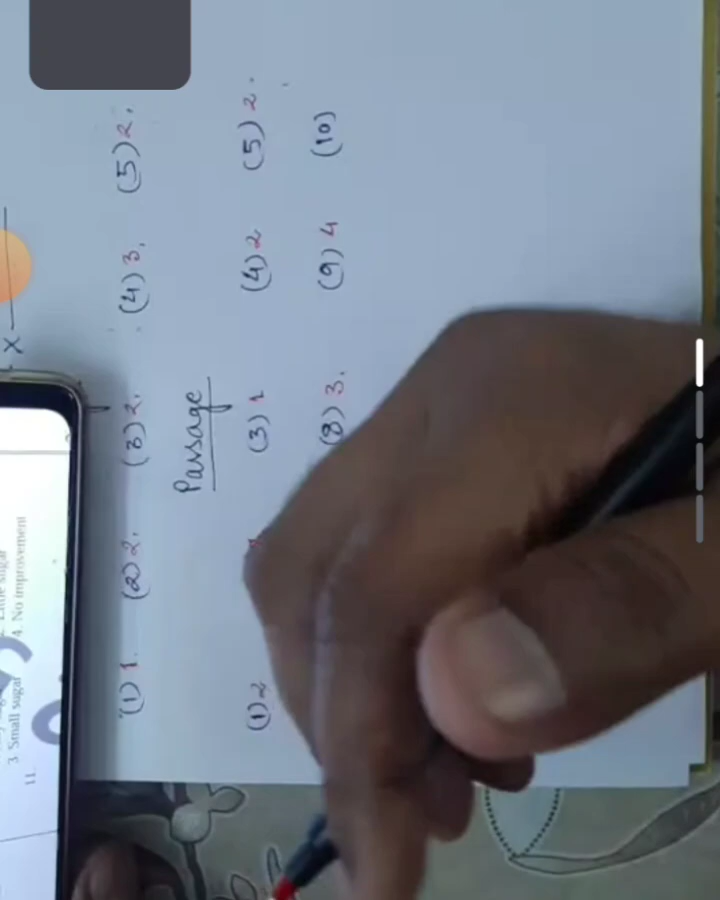 x
(1) 1. (2) 2. (3) 2. (4) 3. (5) 2.
Passage
(1) 2 (3) 1 (4) 2 (5) 2.
(8) 3. (9) 4 (10)
3 Small sugar 4 No improvement
11.